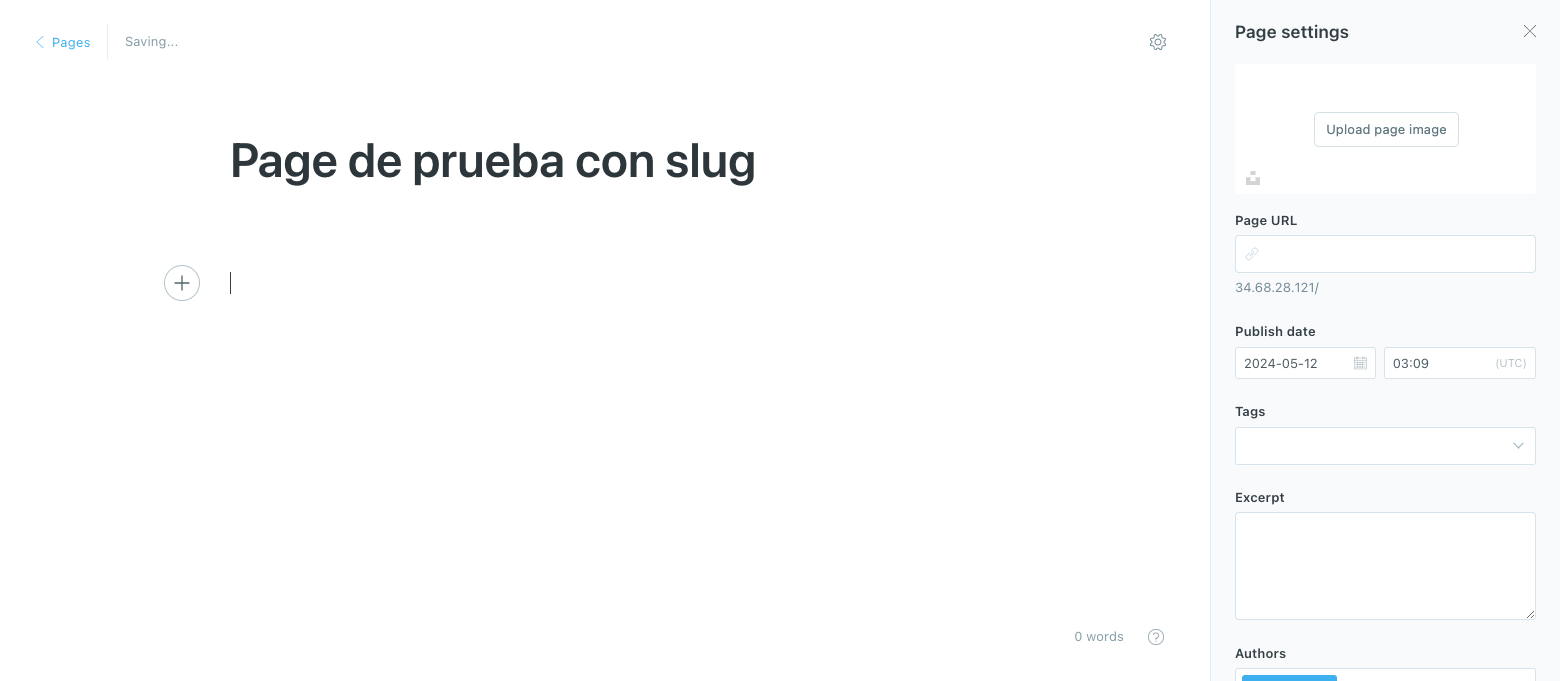 Pages
Saving...
Page de prueba con slug
0 words
Page settings
Upload page image
Page URL
34.68.28.121/
Publish date
2024-05-12
03:09 (UTC)
Tags
Excerpt
Authors